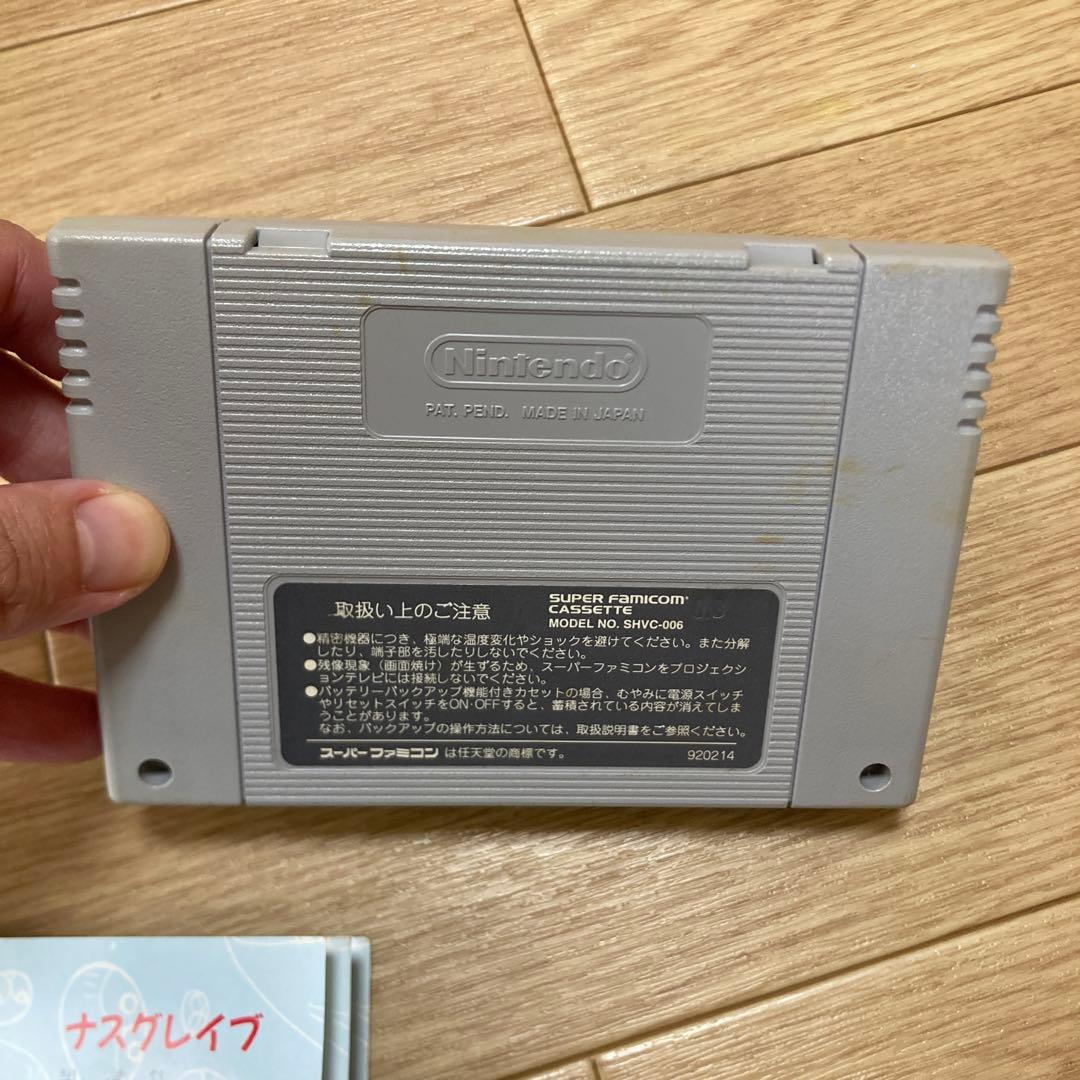 Nintendo®
PAT. PEND. MADE IN JAPAN
取扱い上のご注意
SUPER FAMICOM®
CASSETTE
MODEL NO. SHVC-006
●精密機器につき、極端な温度変化やショックを避けてください。また分解
したり、端子部を汚したりしないでください。
●残像現象（画面焼け）が生ずるため、スーパーファミコンをプロジェクシ
ョンテレビには接続しないでください。
●バッテリーバックアップ機能付きカセットの場合、むやみに電源スイッチ
やリセットスイッチをON・OFFすると、蓄積されている内容が消えてしま
うことがあります。
なお、バックアップの操作方法については、取扱説明書をご参照ください。
スーパーファミコン は任天堂の商標です。
920214
ナスグレイブ